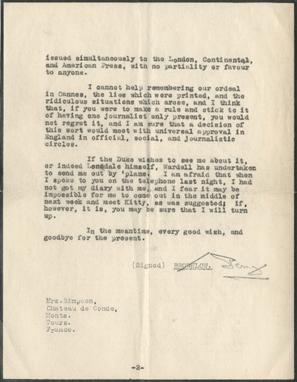 issued simultaneously to the London, Continental,
and American Press, with no partiality or favour
to anyone.
I cannot help remembering our ordeal
in Cannes, the lies which were printed, and the
ridiculous situations which arose, and I think
that, if you were to make a rule and stick to it
of having one journalist only present, you would
not regret it, and I am sure that a decision of
this sort would meet with universal approval in
England in official, social, and journalistic
circles.
If the Duke wishes to see me about it,
or indeed himself, Wardell has undertaken
to send me out by 'plane. I am afraid that when
I spoke to you on the telephone last night, I had
not got my diary with me, and I fear it may be
impossible for me to come out in the middle of
next week and meet Kitty, as was suggested; if,
however, it is, you may be sure that I will turn
up.
In the meantime, every good wish, and
goodbye for the present.
(Signed) BROWNLOW. Perry
Mrs. Simpson,
Chateau de Conde,
Monts.
Tours.
France.
-2-